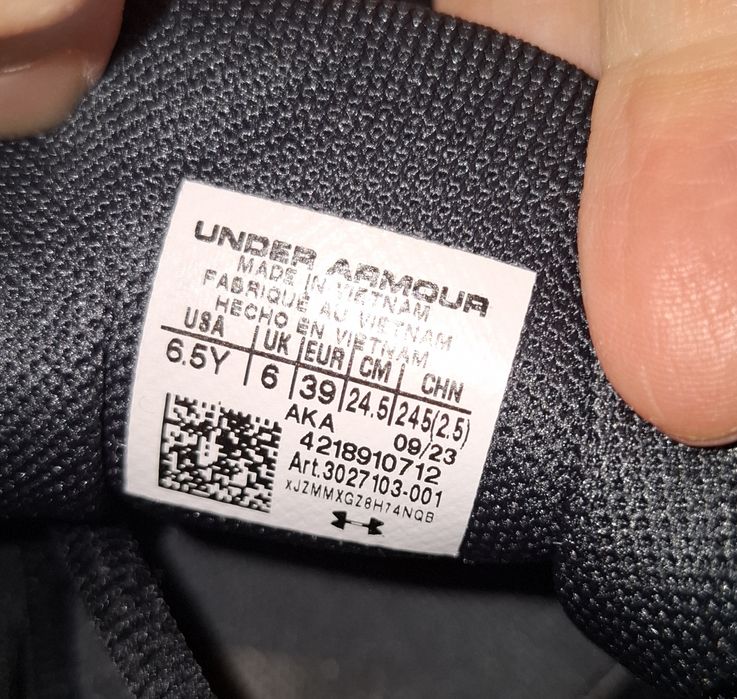 UNDER ARMOUR
MADE IN VIETNAM
FABRIQUÉ AU VIETNAM
HECHO EN VIETNAM
USA UK EUR CM CHN
6.5Y 6 39 24.5 245(2.5)
AKA 09/23
4218910712
Art.3027103-001
XJZMMXGZ8H74NQB